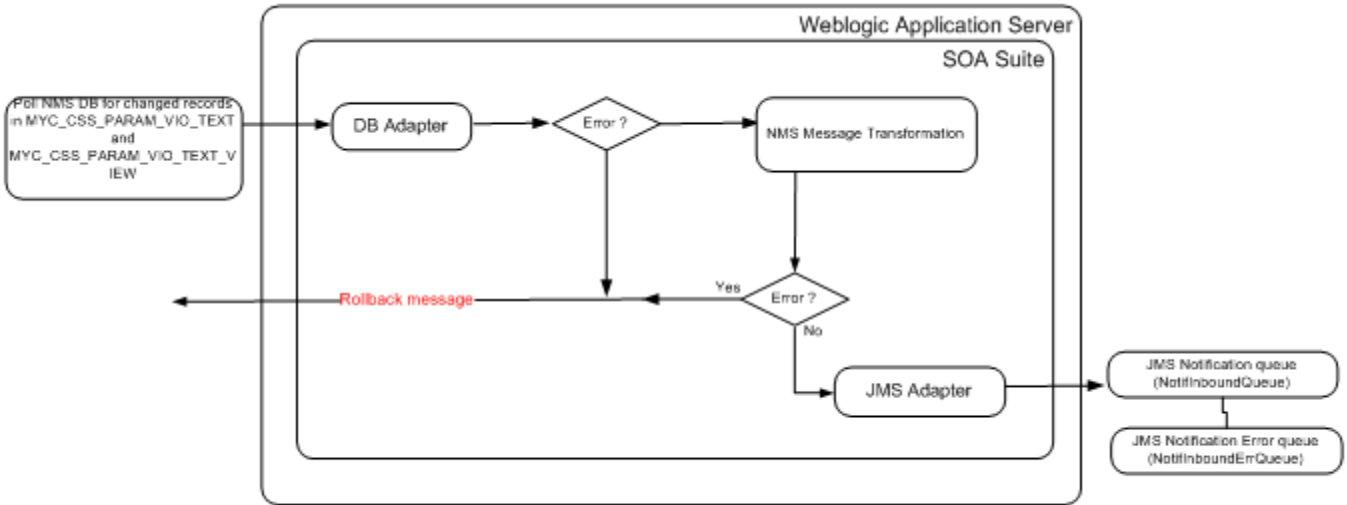 Weblogic Application Server
SOA Suite
Poll NMS DB for changed records
in MYC_CSS_PARAM_VIO_TEXT
and
MYC_CSS_PARAM_VIO_TEXT_V
IEW
DB Adapter
Error ?
NMS Message Transformation
Rollback message
Yes
Error ?
No
JMS Adapter
JMS Notification queue
(NotifInboundQueue)
JMS Notification Error queue
(NotifInboundErrQueue)